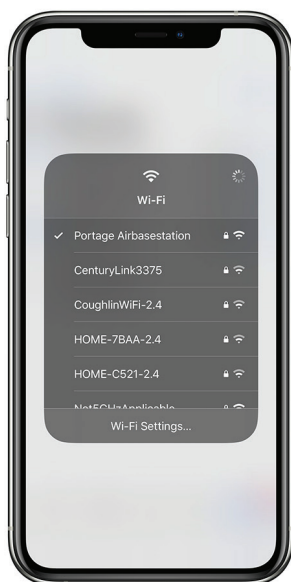 Wi-Fi
Portage Airbasestation
CenturyLink3375
CoughlinWiFi-2.4
HOME-7BAA-2.4
HOME-C521-2.4
Not5GHzApplicable
Wi-Fi Settings...